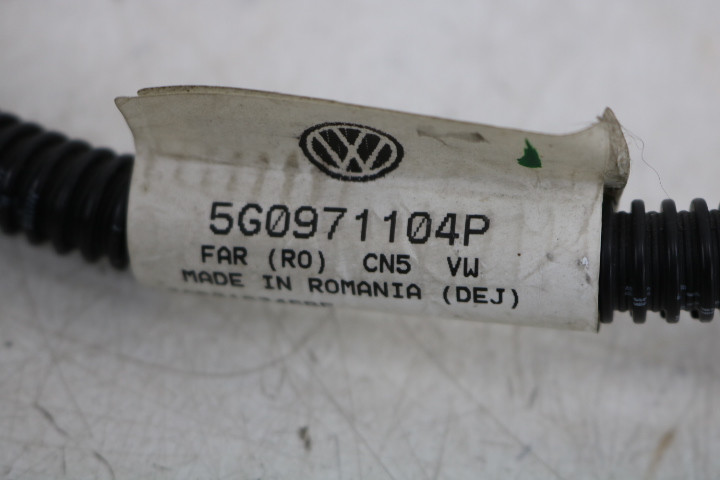 5G0971104P
FAR (RO) CN5 VW
MADE IN ROMANIA (DEJ)